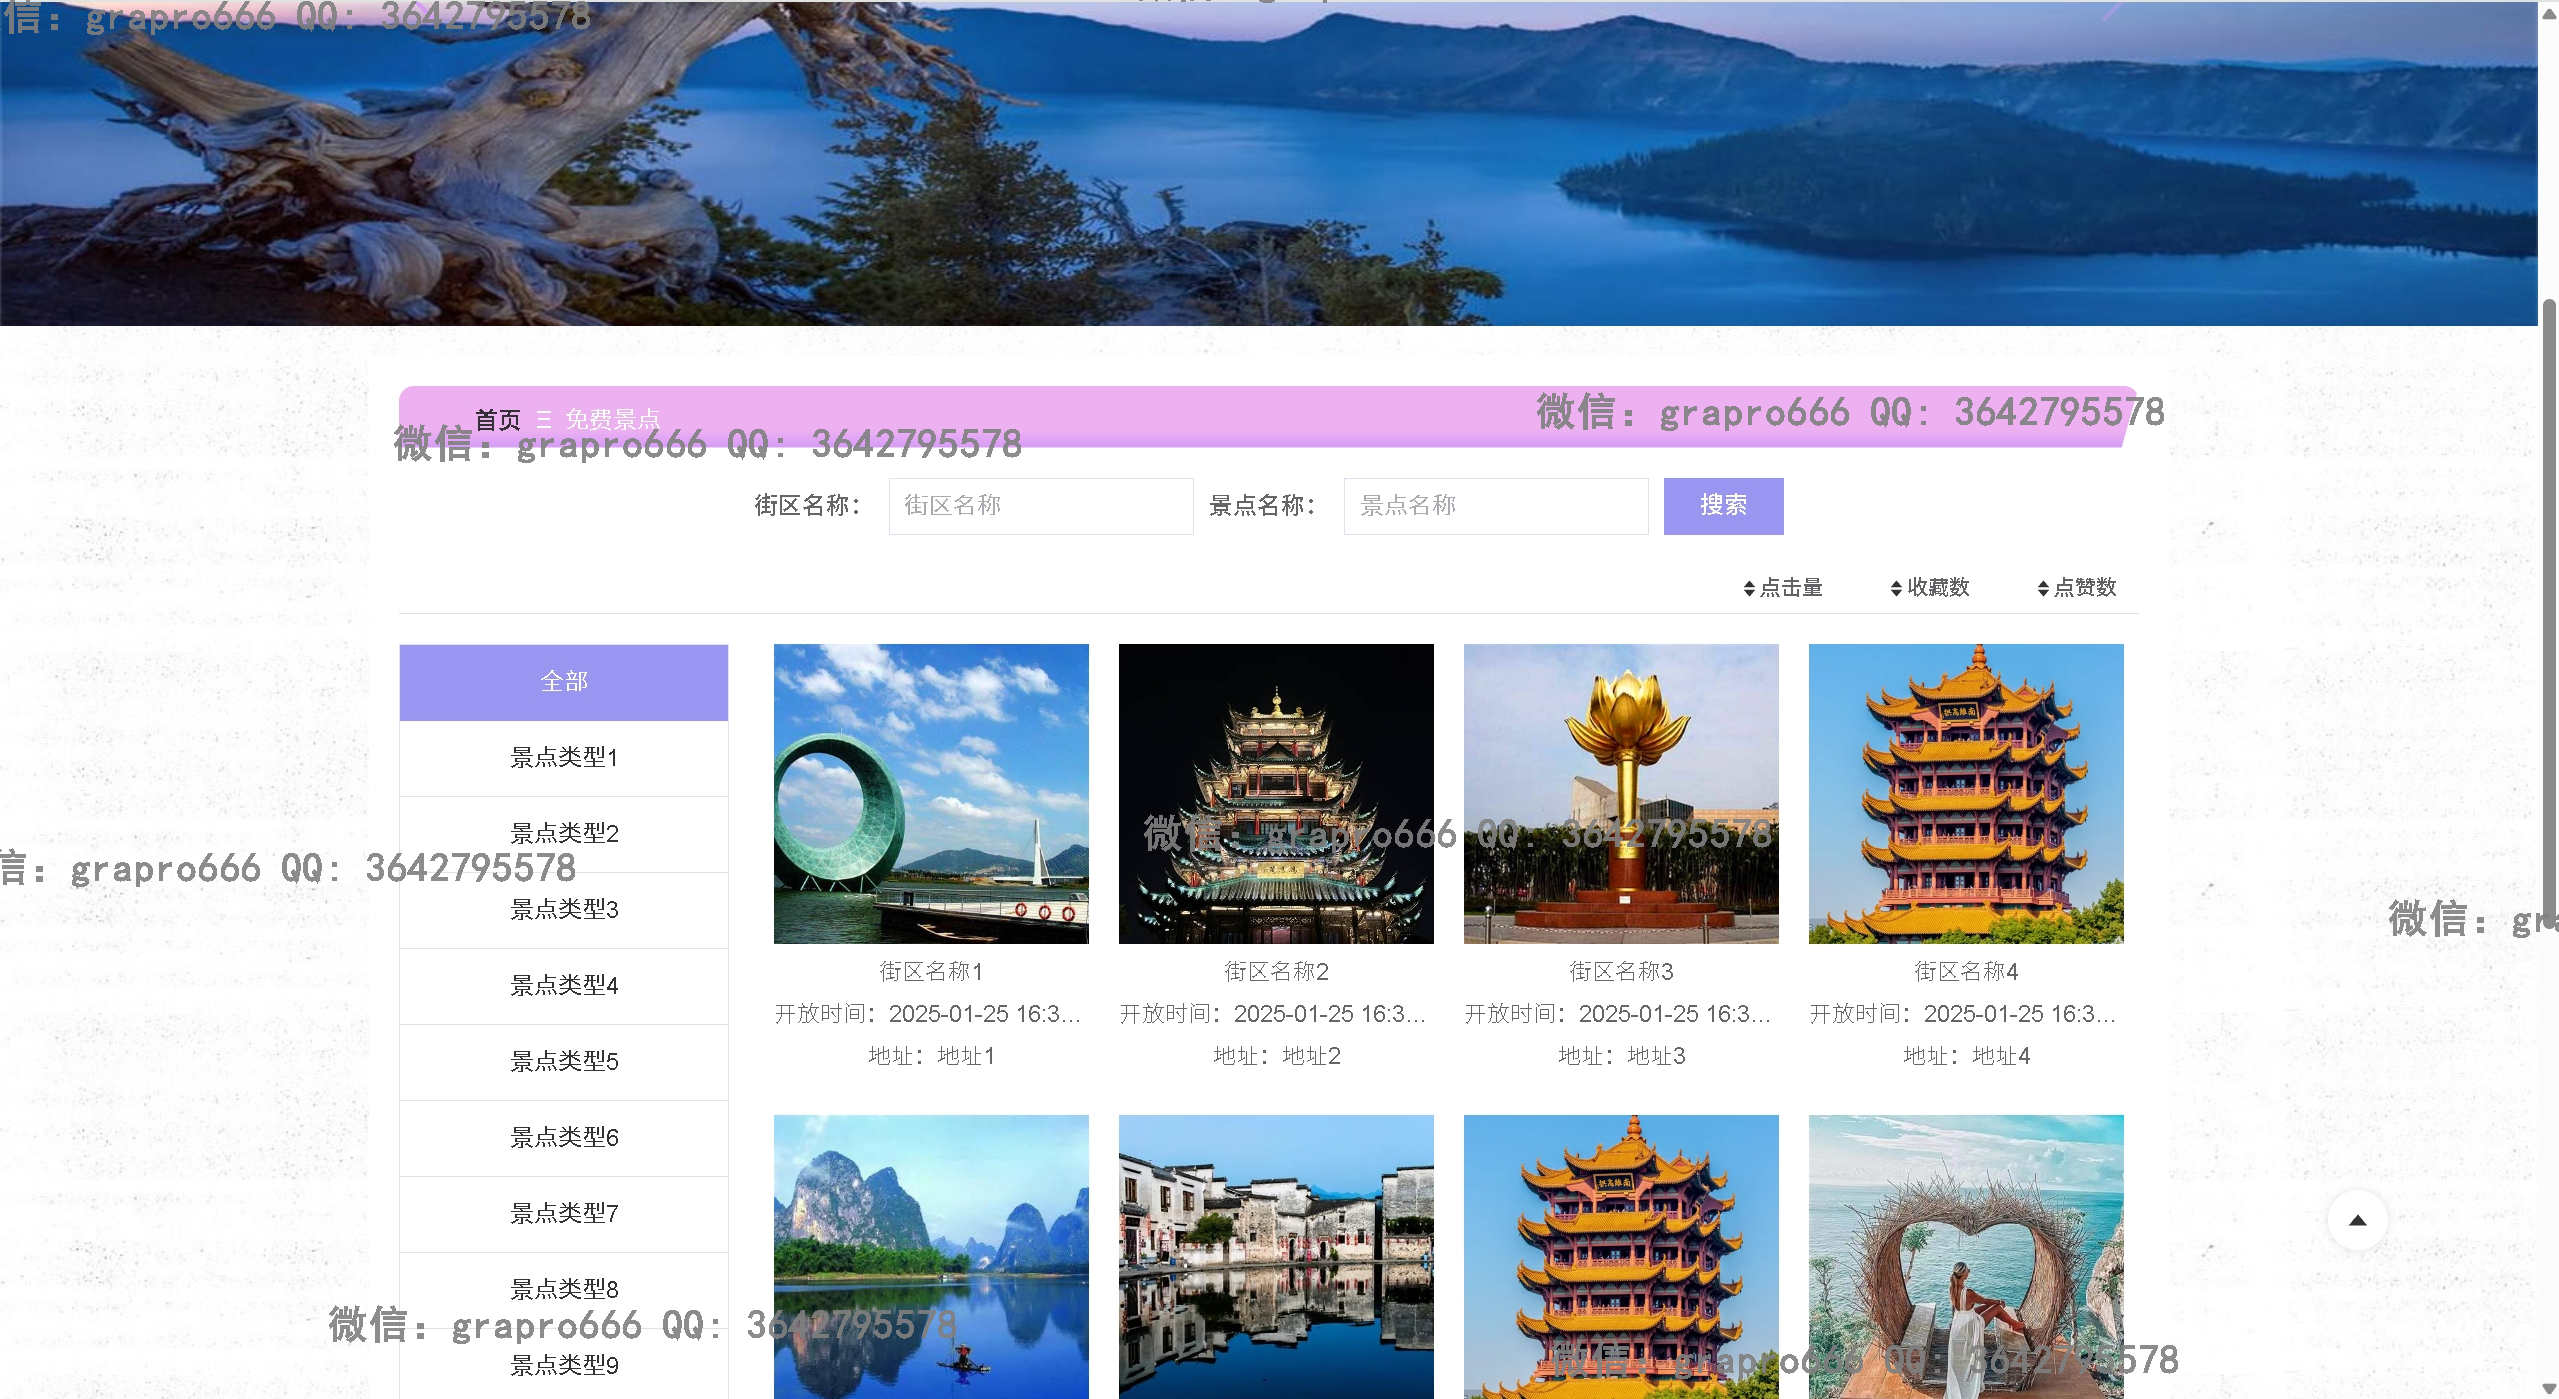 信：grapro666 QQ: 3642795578
首页 Ξ 免费景点
微信：grapro666 QQ: 3642795578
微信：grapro666 QQ: 3642795578
街区名称： 街区名称 景点名称： 景点名称 搜索
点击量 收藏数 点赞数
全部
景点类型1
景点类型2
景点类型3
景点类型4
景点类型5
景点类型6
景点类型7
景点类型8
景点类型9
微信：grapro666 QQ: 3642795578
信：grapro666 QQ: 3642795578
微信：gra
街区名称1 街区名称2 街区名称3 街区名称4
开放时间：2025-01-25 16:3... 开放时间：2025-01-25 16:3... 开放时间：2025-01-25 16:3... 开放时间：2025-01-25 16:3...
地址：地址1 地址：地址2 地址：地址3 地址：地址4
微信：grapro666 QQ: 3642795578
微信：grapro666 QQ: 3642795578